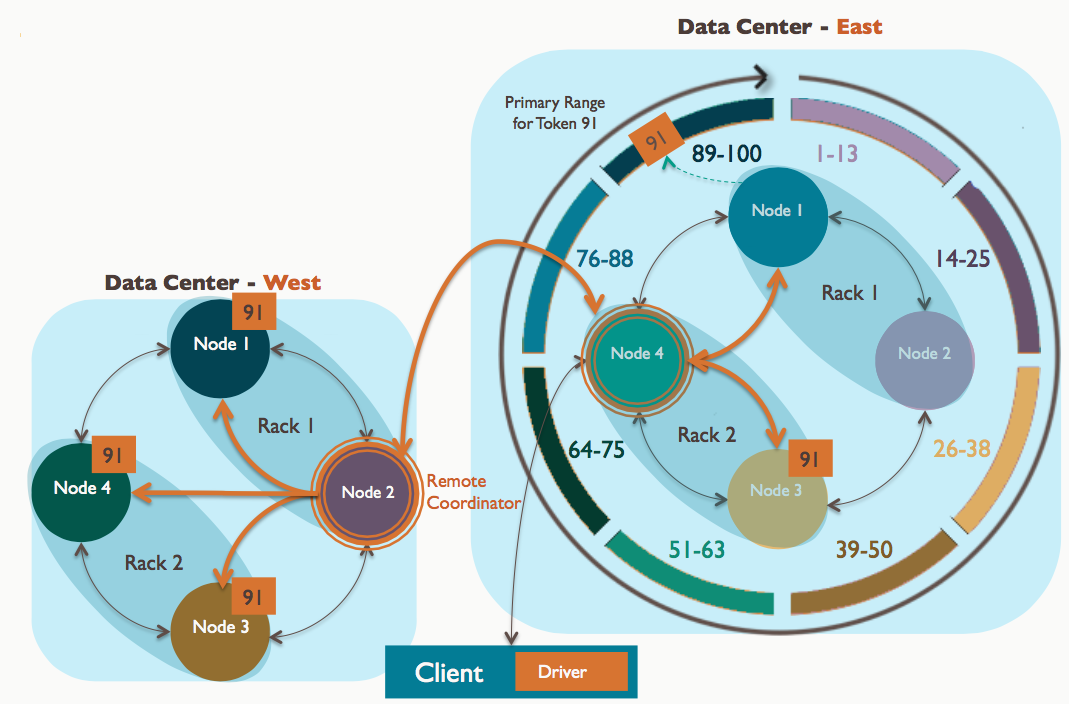 Data Center - East
Primary Range
for Token 91
91
89-100
1-13
76-88
14-25
Node 1
Rack 1
Node 4
Node 2
Rack 2
64-75
26-38
91
Node 3
51-63
39-50
Data Center - West
91
Node 1
Rack 1
91
Node 4
Node 2
Remote
Coordinator
Rack 2
91
Node 3
Client
Driver